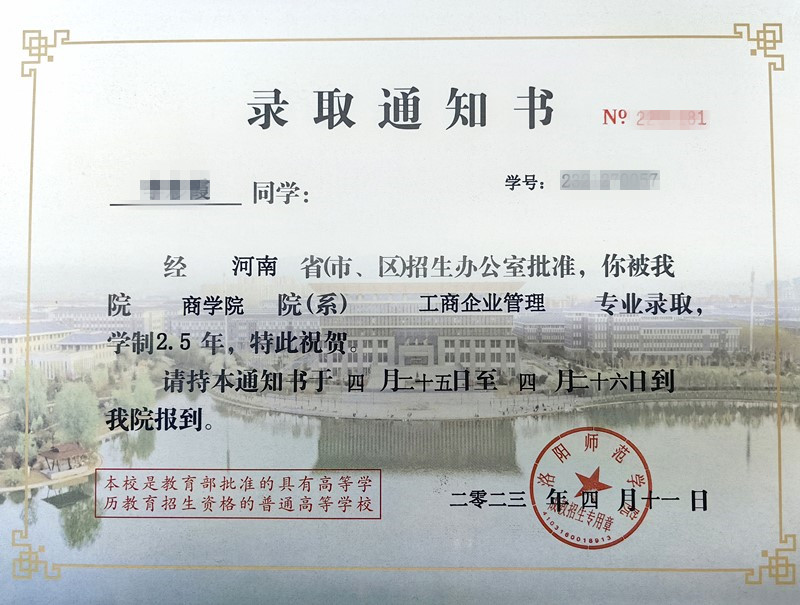 录取通知书
Nº
同学:
学号:
经 河南 省(市、区)招生办公室批准，你被我
院 商学院 院(系) 工商企业管理 专业录取，
学制2.5年，特此祝贺。
请持本通知书于 四 月二十五日至 四 月二十六日到
我院报到。
本校是教育部批准的具有高等学
历教育招生资格的普通高等学校
二零二三 年 四 月十一 日
洛阳师范学院
招生专用章
4103160018913